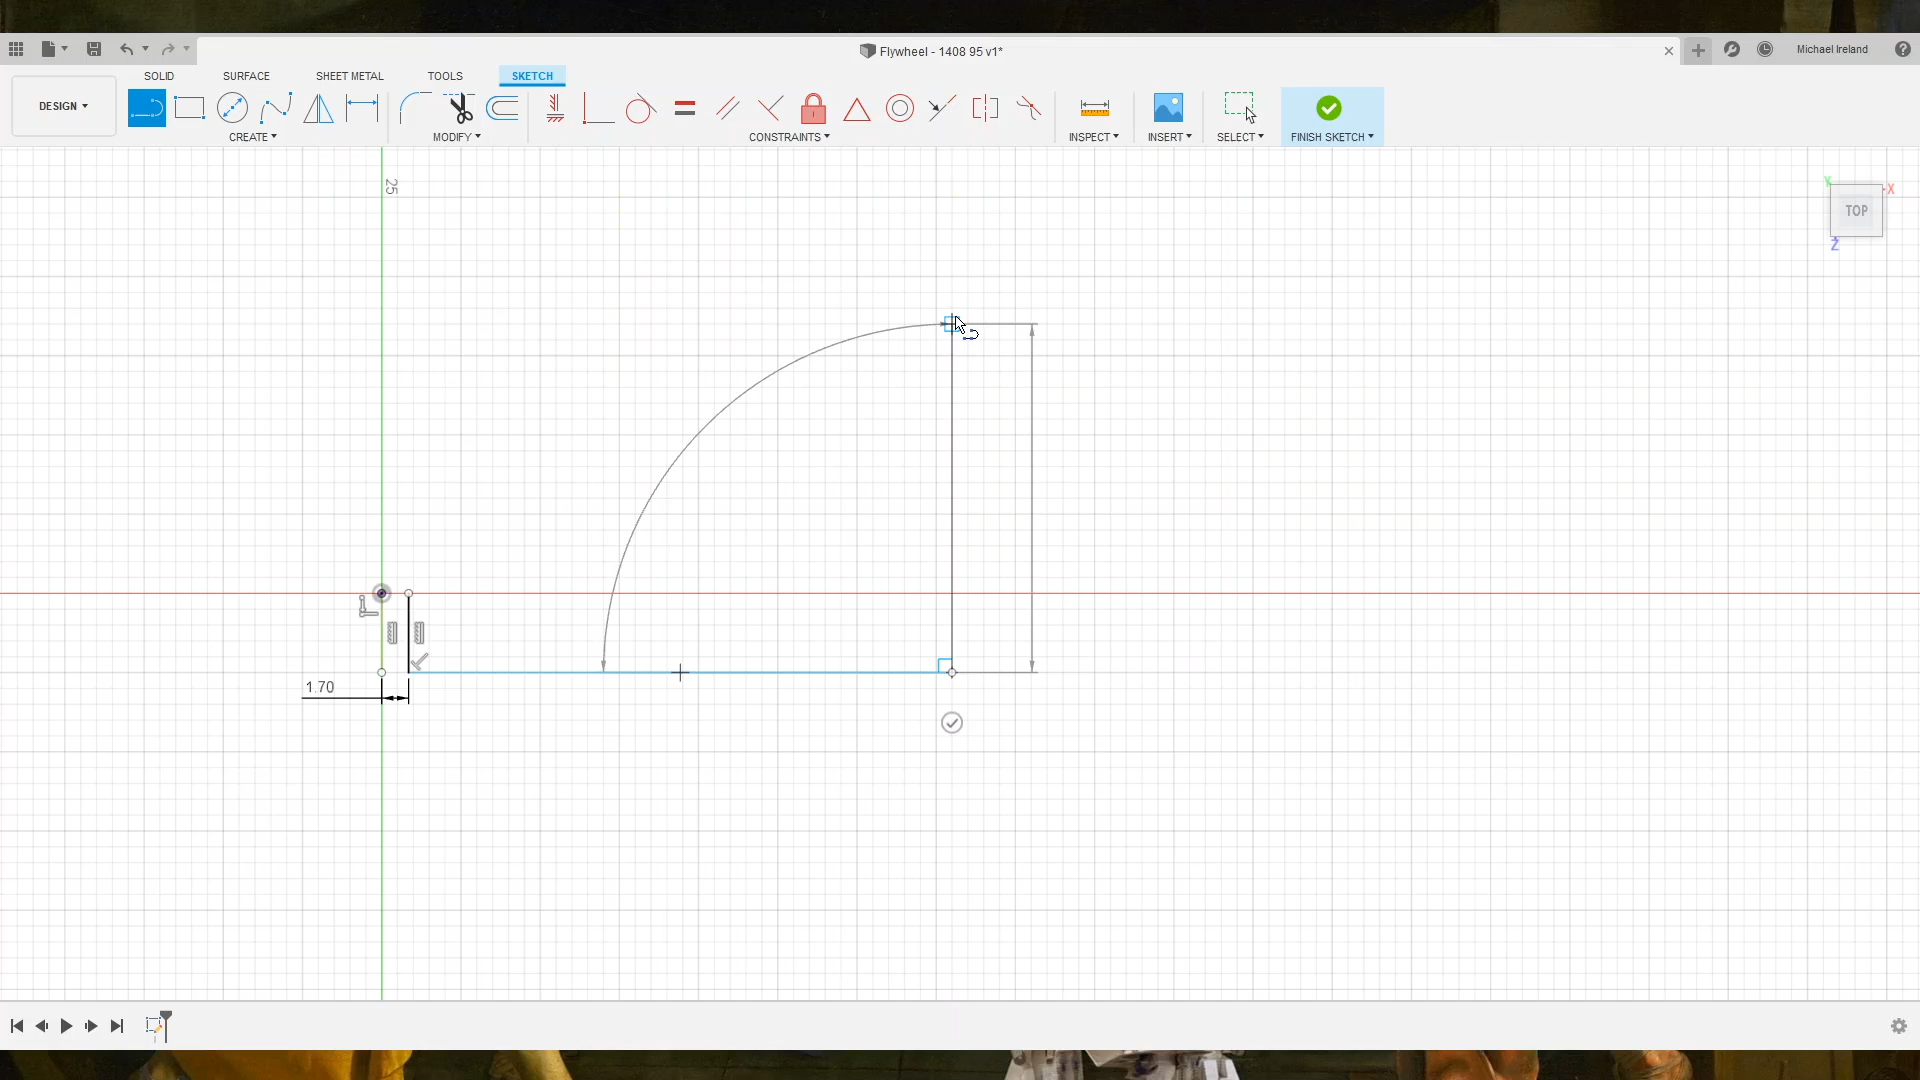 Flywheel - 1408 95 v1*
Michael Ireland
SOLID SURFACE SHEET METAL TOOLS SKETCH
DESIGN
CREATE MODIFY CONSTRAINTS INSPECT INSERT SELECT FINISH SKETCH
25
Y
X
TOP
Z
1.70